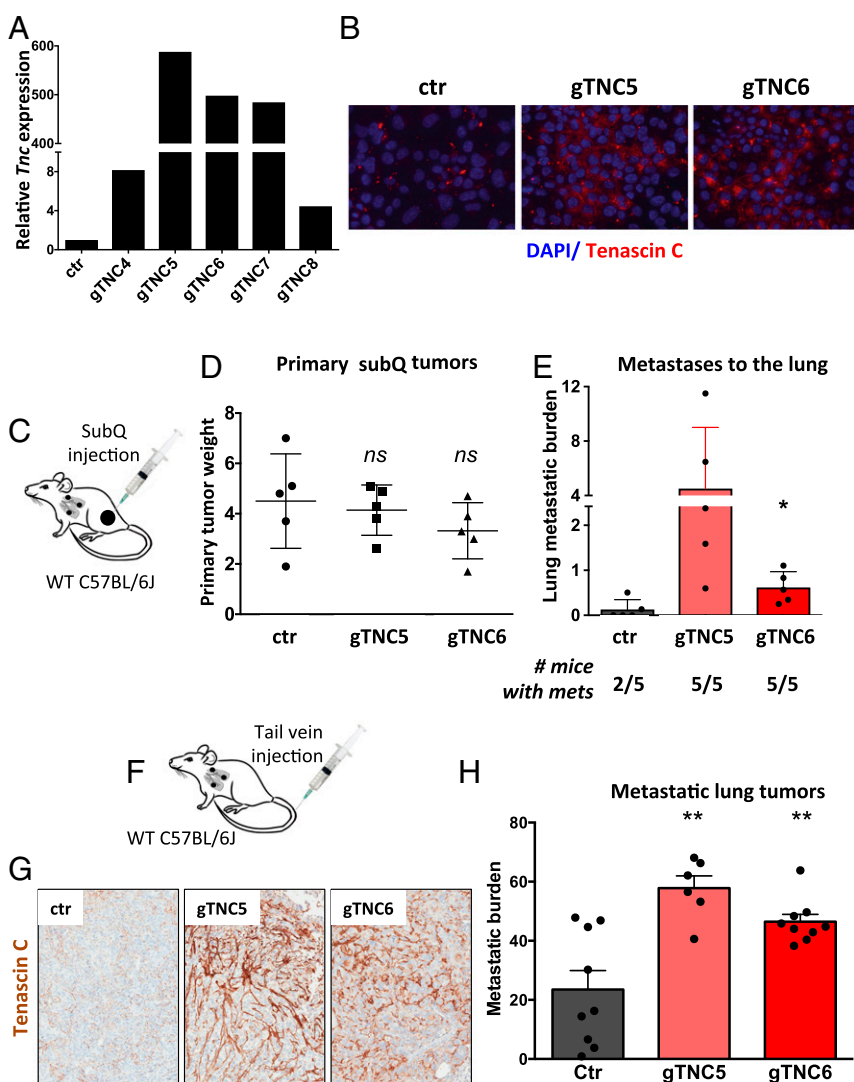 A
Relative Tnc expression
600
500
400
8
4
0
ctr
gTNC4
gTNC5
gTNC6
gTNC7
gTNC8
B
ctr
gTNC5
gTNC6
DAPI/ Tenascin C
C
SubQ
injection
WT C57BL/6J
D
Primary subQ tumors
Primary tumor weight
8
6
4
2
0
ns
ns
ctr
gTNC5
gTNC6
E
Metastases to the lung
Lung metastatic burden
12
8
4
2
1
0
*
ctr
gTNC5
gTNC6
# mice
with mets
2/5
5/5
5/5
F
Tail vein
injection
WT C57BL/6J
G
Tenascin C
ctr
gTNC5
gTNC6
H
Metastatic lung tumors
Metastatic burden
80
60
40
20
0
**
**
Ctr
gTNC5
gTNC6